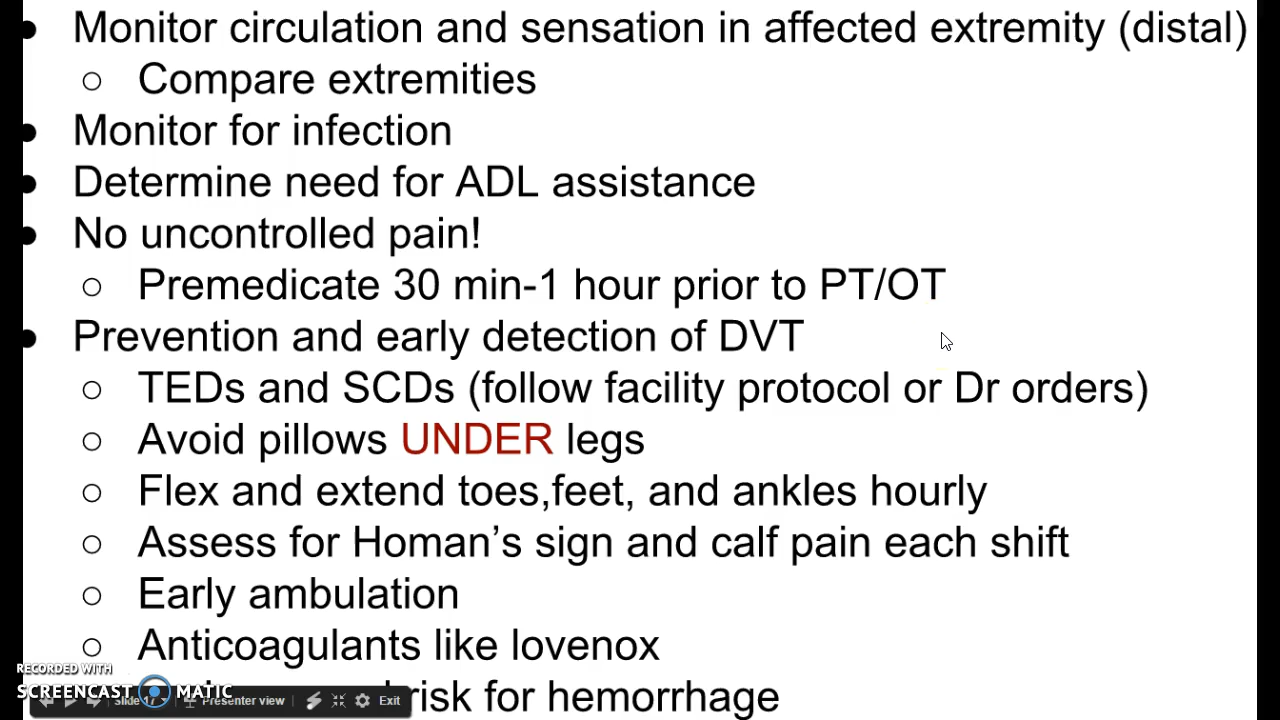 ● Monitor circulation and sensation in affected extremity (distal)
○ Compare extremities
● Monitor for infection
● Determine need for ADL assistance
● No uncontrolled pain!
○ Premedicate 30 min-1 hour prior to PT/OT
● Prevention and early detection of DVT
○ TEDs and SCDs (follow facility protocol or Dr orders)
○ Avoid pillows UNDER legs
○ Flex and extend toes,feet, and ankles hourly
○ Assess for Homan’s sign and calf pain each shift
○ Early ambulation
○ Anticoagulants like lovenox
risk for hemorrhage
RECORDED WITH
SCREENCAST MATIC
Slide 17 Presenter view Exit